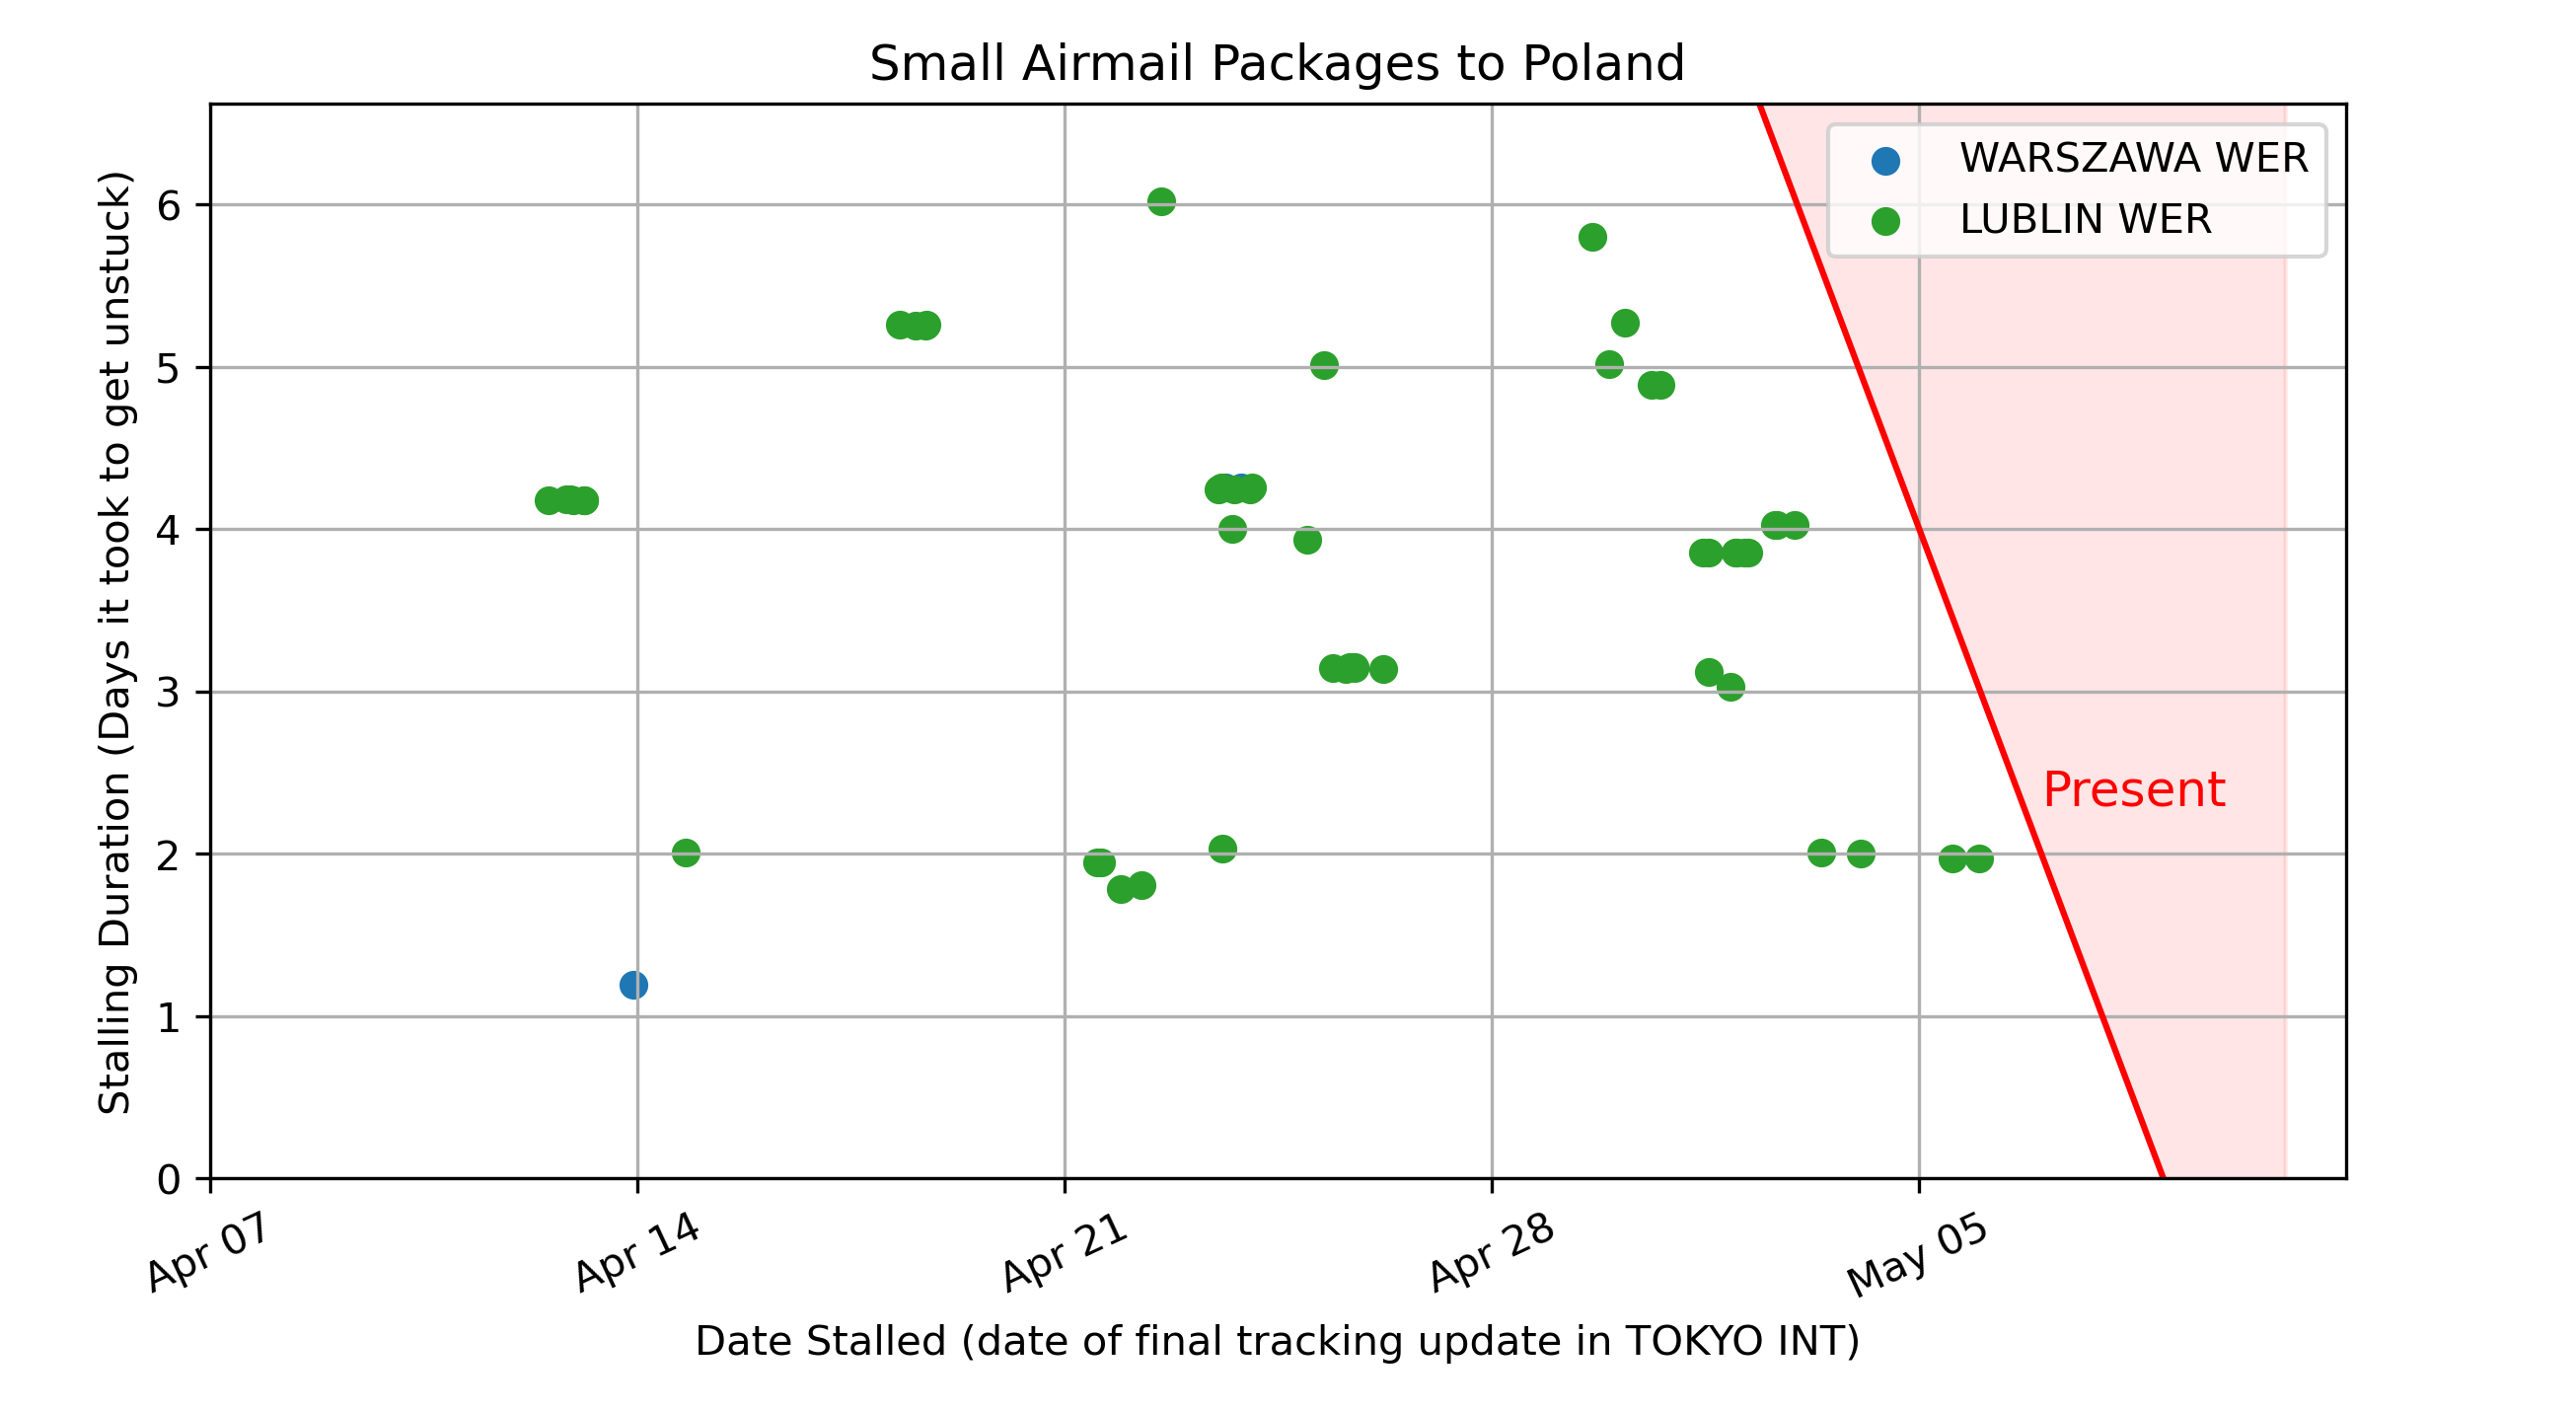 Small Airmail Packages to Poland
Stalling Duration (Days it took to get unstuck)
6
5
4
3
2
1
0
WARSZAWA WER
LUBLIN WER
Present
Apr 07
Apr 14
Apr 21
Apr 28
May 05
Date Stalled (date of final tracking update in TOKYO INT)